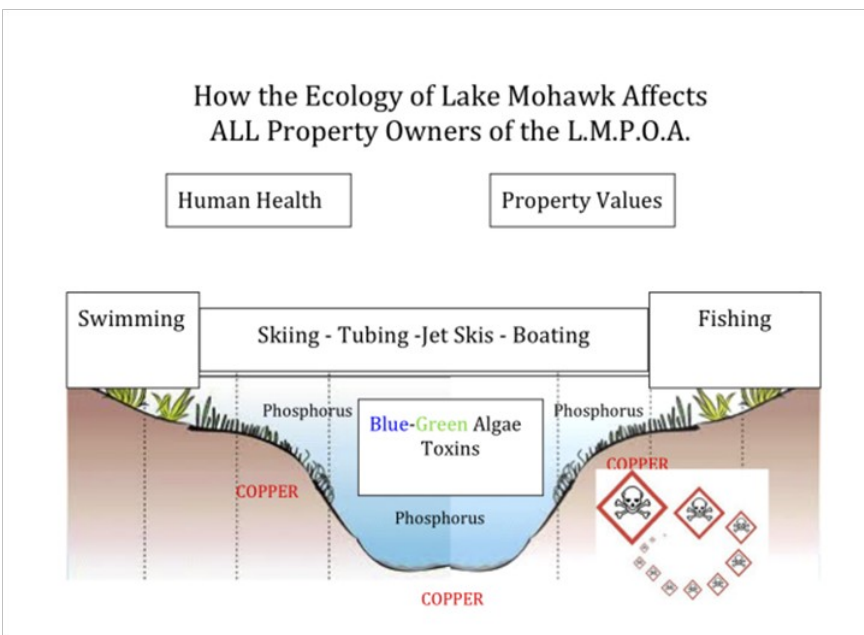 How the Ecology of Lake Mohawk Affects
ALL Property Owners of the L.M.P.O.A.
Human Health
Property Values
Swimming
Skiing - Tubing -Jet Skis - Boating
Fishing
Phosphorus
Blue-Green Algae
Toxins
Phosphorus
COPPER
COPPER
Phosphorus
COPPER